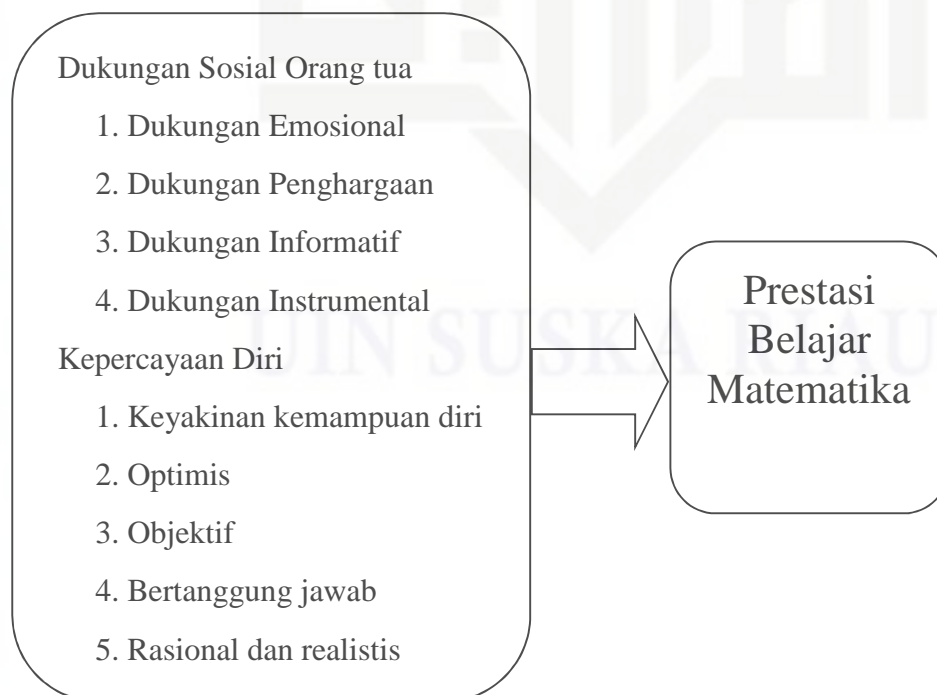 Dukungan Sosial Orang tua
1. Dukungan Emosional
2. Dukungan Penghargaan
3. Dukungan Informatif
4. Dukungan Instrumental
Kepercayaan Diri
1. Keyakinan kemampuan diri
2. Optimis
3. Objektif
4. Bertanggung jawab
5. Rasional dan realistis
Prestasi
Belajar
Matematika
UIN SUSKA RIAU